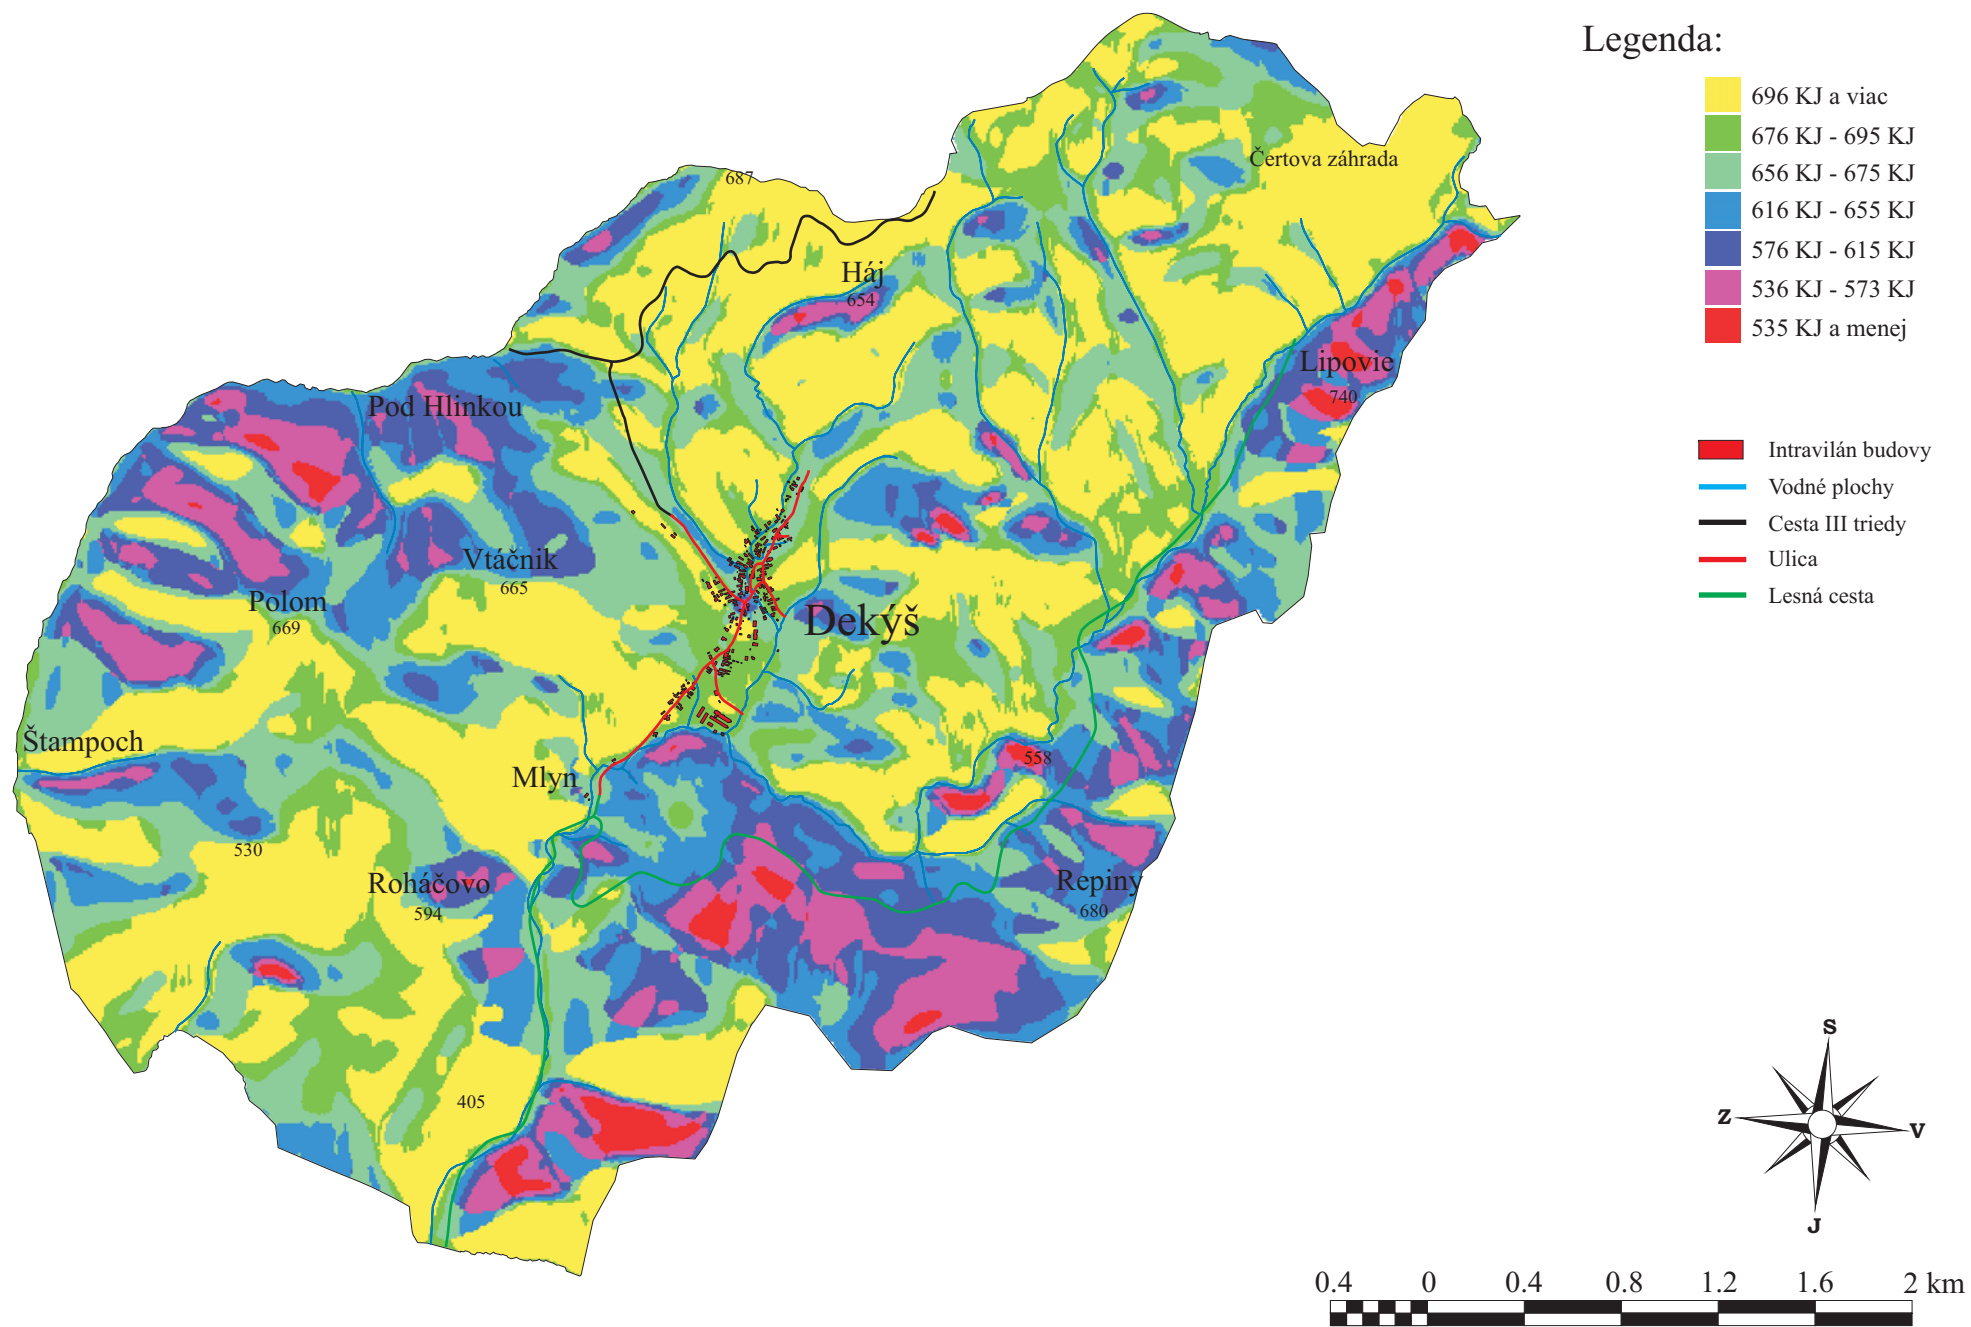 Legenda:
696 KJ a viac
676 KJ - 695 KJ
656 KJ - 675 KJ
616 KJ - 655 KJ
576 KJ - 615 KJ
536 KJ - 573 KJ
535 KJ a menej
Intravilán budovy
Vodné plochy
Cesta III triedy
Ulica
Lesná cesta
Čertova záhrada
687
Háj
654
Lipovie
740
Pod Hlinkou
Vtáčnik
665
Polom
669
Dekýš
Štampoch
Mlyn
558
530
Roháčovo
594
Repiny
680
405
S
Z
V
J
0.4 0 0.4 0.8 1.2 1.6 2 km